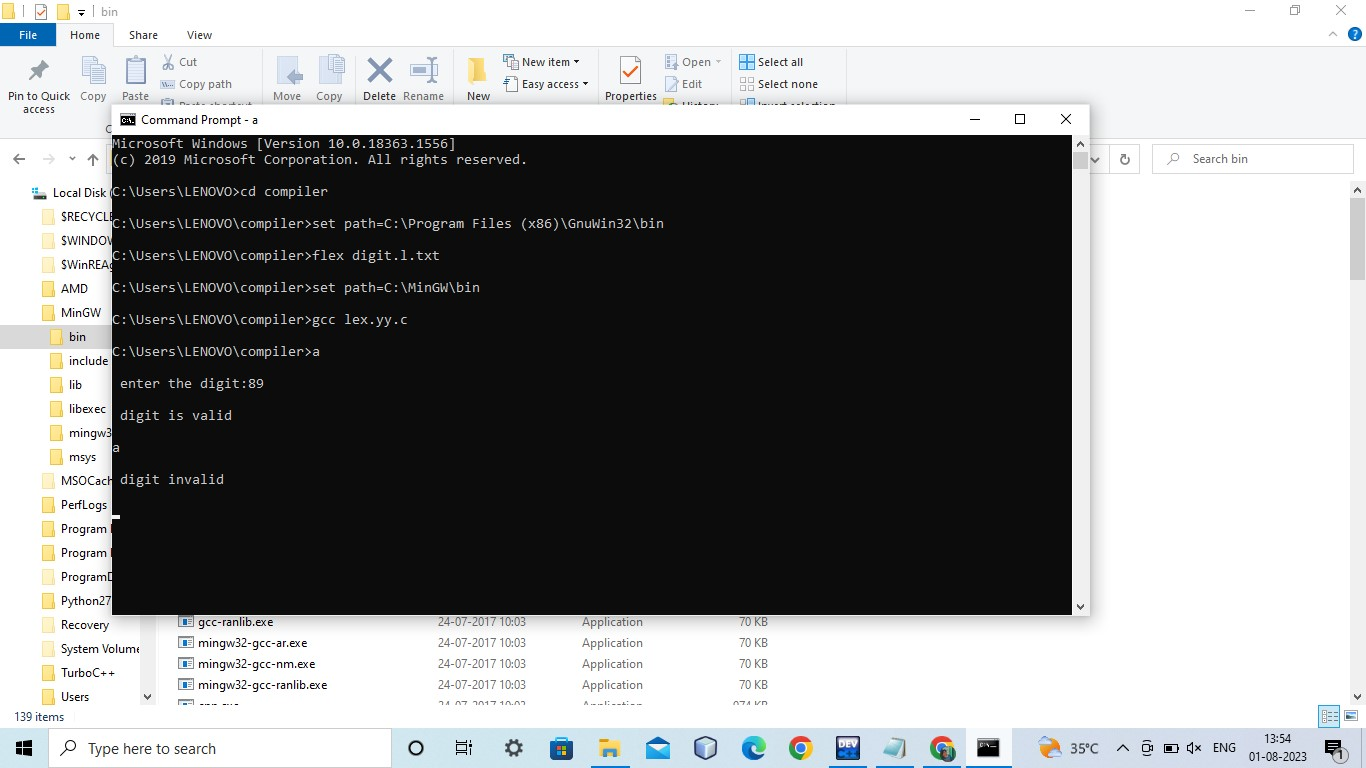 bin
File Home Share View
Pin to Quick access
Copy
Paste
Cut
Copy path
Paste shortcut
Move
Copy
Delete
Rename
New
New item
Easy access
Properties
Open
Edit
History
Select all
Select none
Invert selection
Command Prompt - a
Microsoft Windows [Version 10.0.18363.1556]
(c) 2019 Microsoft Corporation. All rights reserved.
C:\Users\LENOVO>cd compiler
C:\Users\LENOVO\compiler>set path=C:\Program Files (x86)\GnuWin32\bin
C:\Users\LENOVO\compiler>flex digit.l.txt
C:\Users\LENOVO\compiler>set path=C:\MinGW\bin
C:\Users\LENOVO\compiler>gcc lex.yy.c
C:\Users\LENOVO\compiler>a
enter the digit:89
digit is valid
a
digit invalid
Search bin
Local Disk (
$RECYCLE
$WINDOW
$WinREAg
AMD
MinGW
bin
include
lib
libexec
mingw3
msys
MSOCach
PerfLogs
Program
Program
ProgramD
Python27
Recovery
System Volume
TurboC++
Users
gcc-ranlib.exe 24-07-2017 10:03 Application 70 KB
mingw32-gcc-ar.exe 24-07-2017 10:03 Application 70 KB
mingw32-gcc-nm.exe 24-07-2017 10:03 Application 70 KB
mingw32-gcc-ranlib.exe 24-07-2017 10:03 Application 70 KB
139 items
Type here to search
DEV
35°C
ENG
13:54
01-08-2023
1